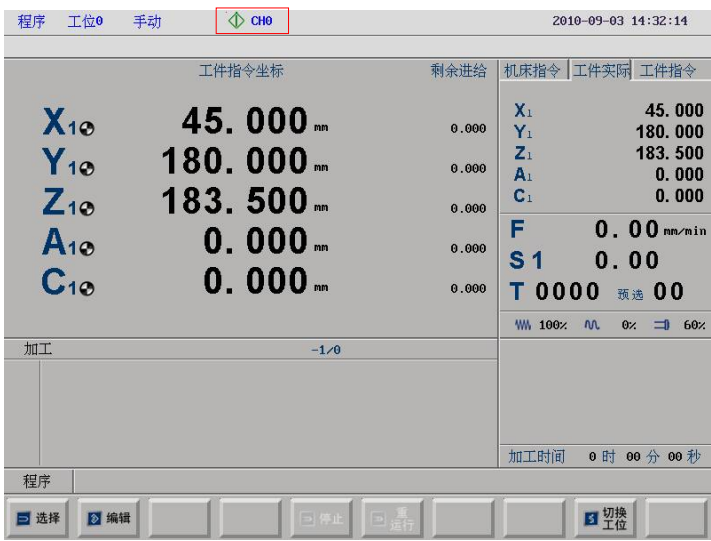 程序 工位0 手动 CH0 2010-09-03 14:32:14
工件指令坐标 剩余进给 机床指令 工件实际 工件指令
X1 45.000 mm 0.000
Y1 180.000 mm 0.000
Z1 183.500 mm 0.000
A1 0.000 mm 0.000
C1 0.000 mm 0.000
X1 45.000
Y1 180.000
Z1 183.500
A1 0.000
C1 0.000
F 0.00 mm/min
S1 0.00
T 0000 预选 00
100% 0% 60%
加工 -1/0
加工时间 0 时 00 分 00 秒
程序
选择 编辑 停止 重运行 切换工位